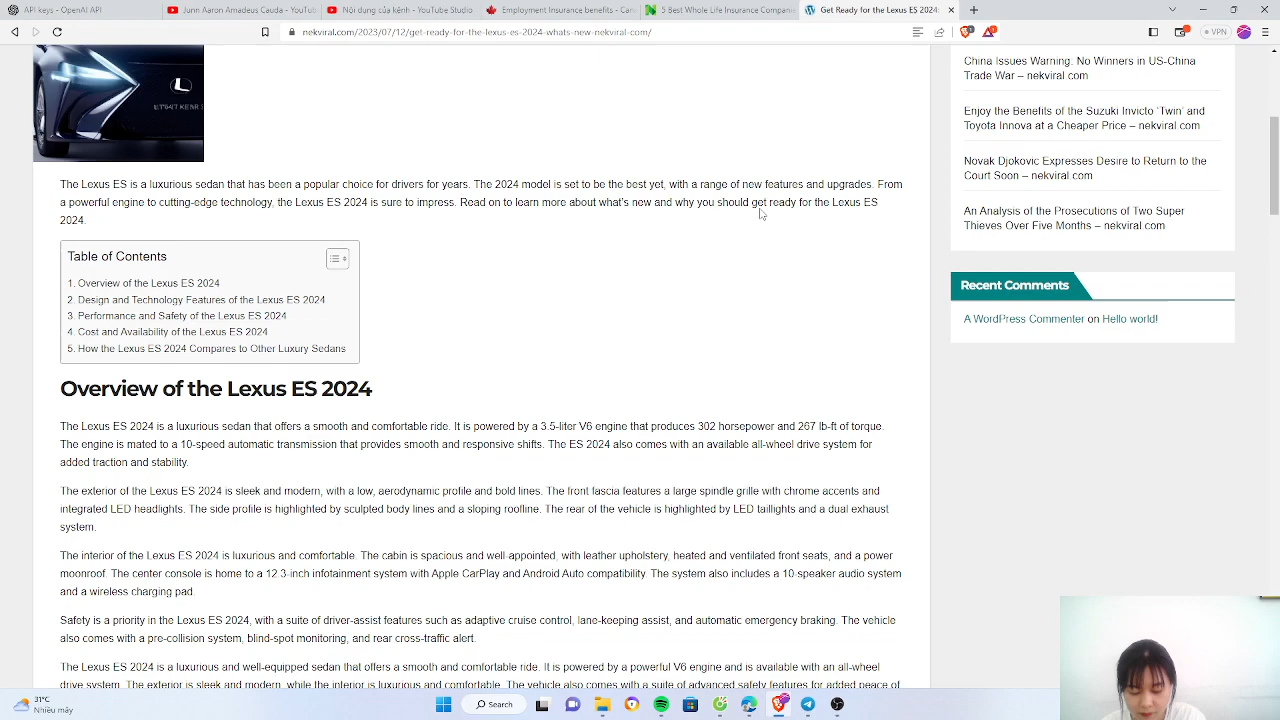 API keys - OpenAI API
Junn Aaron Amadeus Cauda - YouTube
Nội dung của kênh - YouTube Studio
Employment Insurance benefits - Can
5 Best Whole Life Insurance Companies
Get Ready for the Lexus ES 2024:
nekviral.com/2023/07/12/get-ready-for-the-lexus-es-2024-whats-new-nekviral-com/
VPN
China Issues Warning: No Winners in US-China
Trade War – nekviral.com
Enjoy the Benefits of the Suzuki Invicto ‘Twin’ and
Toyota Innova at a Cheaper Price – nekviral com
Novak Djokovic Expresses Desire to Return to the
Court Soon – nekviral.com
An Analysis of the Prosecutions of Two Super
Thieves Over Five Months – nekviral com
Recent Comments
A WordPress Commenter on Hello world!
The Lexus ES is a luxurious sedan that has been a popular choice for drivers for years. The 2024 model is set to be the best yet, with a range of new features and upgrades. From
a powerful engine to cutting-edge technology, the Lexus ES 2024 is sure to impress. Read on to learn more about what’s new and why you should get ready for the Lexus ES
2024.
Table of Contents
1. Overview of the Lexus ES 2024
2. Design and Technology Features of the Lexus ES 2024
3. Performance and Safety of the Lexus ES 2024
4. Cost and Availability of the Lexus ES 2024
5. How the Lexus ES 2024 Compares to Other Luxury Sedans
Overview of the Lexus ES 2024
The Lexus ES 2024 is a luxurious sedan that offers a smooth and comfortable ride. It is powered by a 3.5-liter V6 engine that produces 302 horsepower and 267 lb-ft of torque.
The engine is mated to a 10-speed automatic transmission that provides smooth and responsive shifts. The ES 2024 also comes with an available all-wheel drive system for
added traction and stability.
The exterior of the Lexus ES 2024 is sleek and modern, with a low, aerodynamic profile and bold lines. The front fascia features a large spindle grille with chrome accents and
integrated LED headlights. The side profile is highlighted by sculpted body lines and a sloping roofline. The rear of the vehicle is highlighted by LED taillights and a dual exhaust
system.
The interior of the Lexus ES 2024 is luxurious and comfortable. The cabin is spacious and well-appointed, with leather upholstery, heated and ventilated front seats, and a power
moonroof. The center console is home to a 12.3-inch infotainment system with Apple CarPlay and Android Auto compatibility. The system also includes a 10-speaker audio system
and a wireless charging pad.
Safety is a priority in the Lexus ES 2024, with a suite of driver-assist features such as adaptive cruise control, lane-keeping assist, and automatic emergency braking. The vehicle
also comes with a pre-collision system, blind-spot monitoring, and rear cross-traffic alert.
The Lexus ES 2024 is a luxurious and well-equipped sedan that offers a smooth and comfortable ride. It is powered by a powerful V6 engine and is available with an all-wheel
drive system. The exterior is sleek and modern, while the interior is luxurious and comfortable. The vehicle also comes with a suite of advanced safety features for added peace of
31°C
Nhiều mây
Search